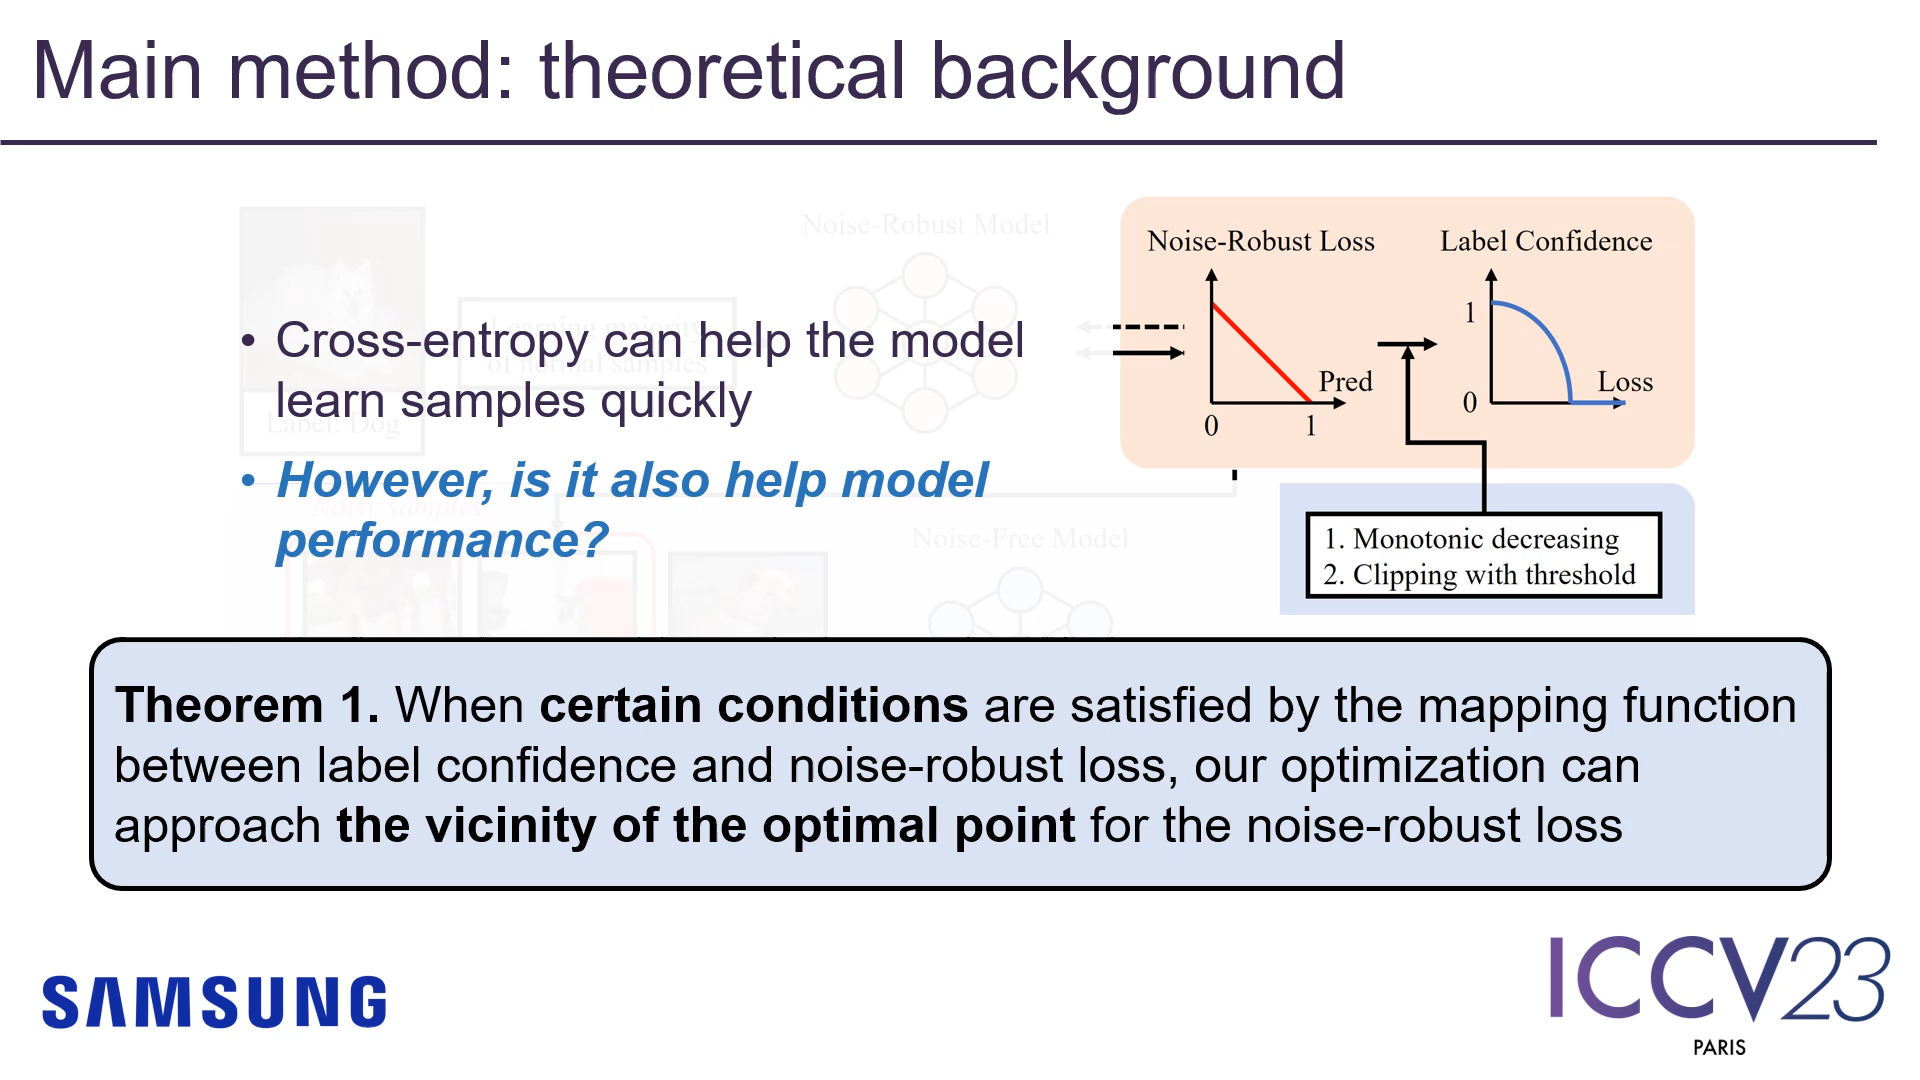 Main method: theoretical background
Noise-Robust Model
Label: Dog
• Cross-entropy can help the model
learn samples quickly
• However, is it also help model
performance?
Noisy samples
Noise-Free Model
Noise-Robust Loss
Pred
0
1
Label Confidence
1
0
Loss
1. Monotonic decreasing
2. Clipping with threshold
Theorem 1. When certain conditions are satisfied by the mapping function
between label confidence and noise-robust loss, our optimization can
approach the vicinity of the optimal point for the noise-robust loss
SAMSUNG
ICCV23
PARIS